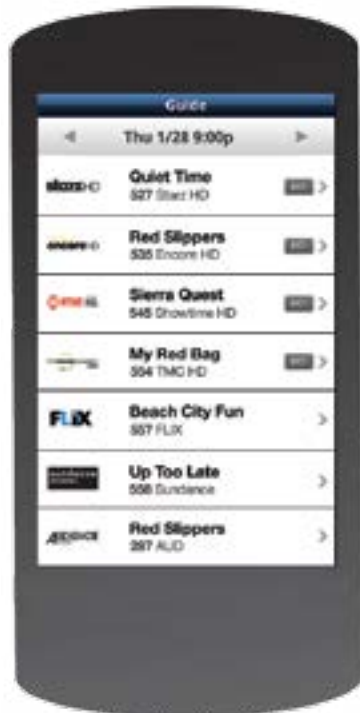 Guide
Thu 1/28 9:00p
Quiet Time
527 Starz HD
Red Slippers
535 Encore HD
Sierra Quest
545 Showtime HD
My Red Bag
554 TMC HD
FLiX
Beach City Fun
557 FLIX
Up Too Late
558 Sundance
Red Slippers